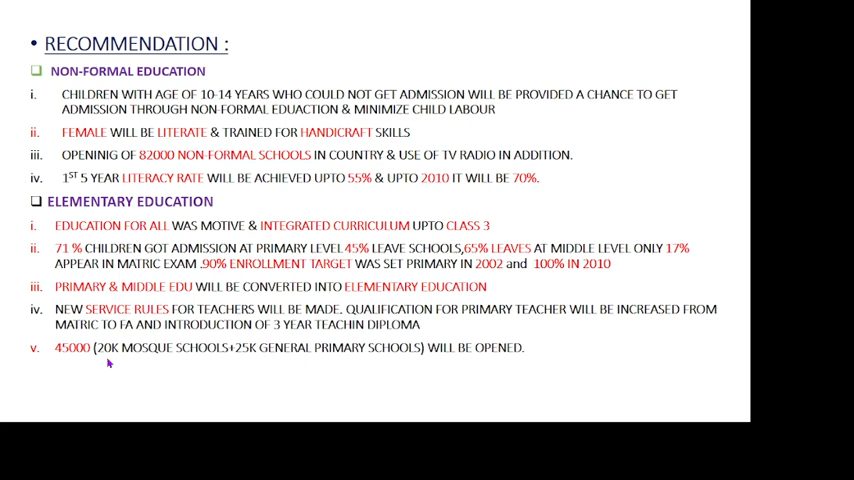 • RECOMMENDATION :
❑ NON-FORMAL EDUCATION
i. CHILDREN WITH AGE OF 10-14 YEARS WHO COULD NOT GET ADMISSION WILL BE PROVIDED A CHANCE TO GET
ADMISSION THROUGH NON-FORMAL EDUACTION & MINIMIZE CHILD LABOUR
ii. FEMALE WILL BE LITERATE & TRAINED FOR HANDICRAFT SKILLS
iii. OPENINIG OF 82000 NON-FORMAL SCHOOLS IN COUNTRY & USE OF TV RADIO IN ADDITION.
iv. 1ST 5 YEAR LITERACY RATE WILL BE ACHIEVED UPTO 55% & UPTO 2010 IT WILL BE 70%.
❑ ELEMENTARY EDUCATION
i. EDUCATION FOR ALL WAS MOTIVE & INTEGRATED CURRICULUM UPTO CLASS 3
ii. 71 % CHILDREN GOT ADMISSION AT PRIMARY LEVEL 45% LEAVE SCHOOLS,65% LEAVES AT MIDDLE LEVEL ONLY 17%
APPEAR IN MATRIC EXAM .90% ENROLLMENT TARGET WAS SET PRIMARY IN 2002 and 100% IN 2010
iii. PRIMARY & MIDDLE EDU WILL BE CONVERTED INTO ELEMENTARY EDUCATION
iv. NEW SERVICE RULES FOR TEACHERS WILL BE MADE. QUALIFICATION FOR PRIMARY TEACHER WILL BE INCREASED FROM
MATRIC TO FA AND INTRODUCTION OF 3 YEAR TEACHIN DIPLOMA
v. 45000 (20K MOSQUE SCHOOLS+25K GENERAL PRIMARY SCHOOLS) WILL BE OPENED.